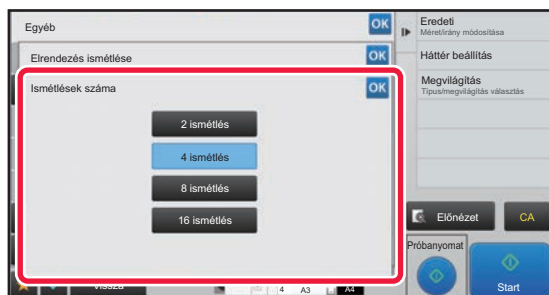 Egyéb
OK
Elrendezés ismétlése
OK
Ismétlések száma
OK
2 ismétlés
4 ismétlés
8 ismétlés
16 ismétlés
Eredeti
Méret/irány módosítása
Háttér beállítás
Megvilágítás
Típus/megvilágítás választás
Előnézet
CA
Próbanyomat
Start
Vissza
4
A3
A4